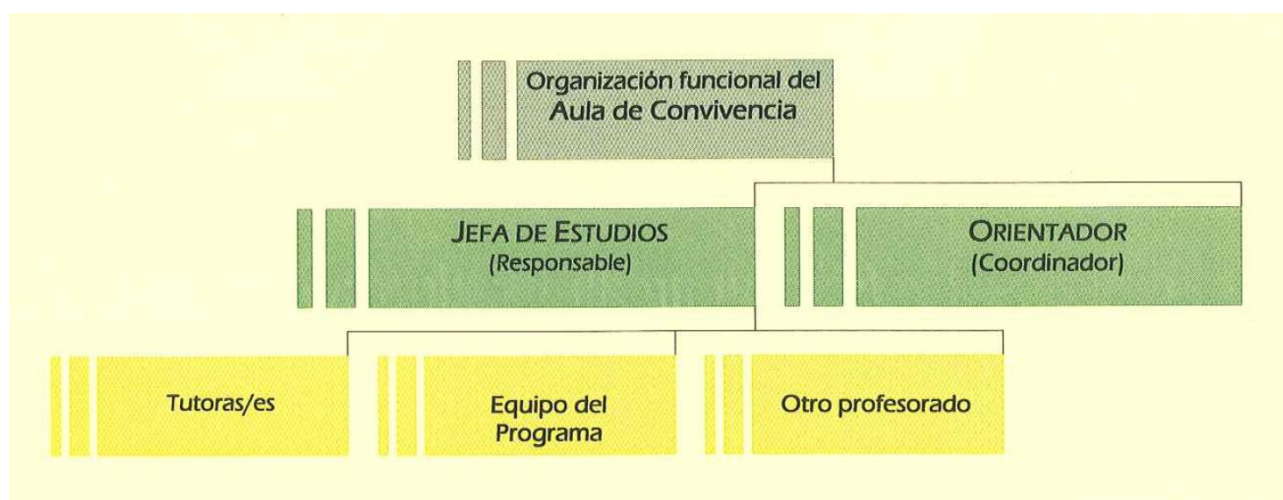 Organización funcional del
Aula de Convivencia
JEFA DE ESTUDIOS
(Responsable)
ORIENTADOR
(Coordinador)
Tutoras/es
Equipo del
Programa
Otro profesorado